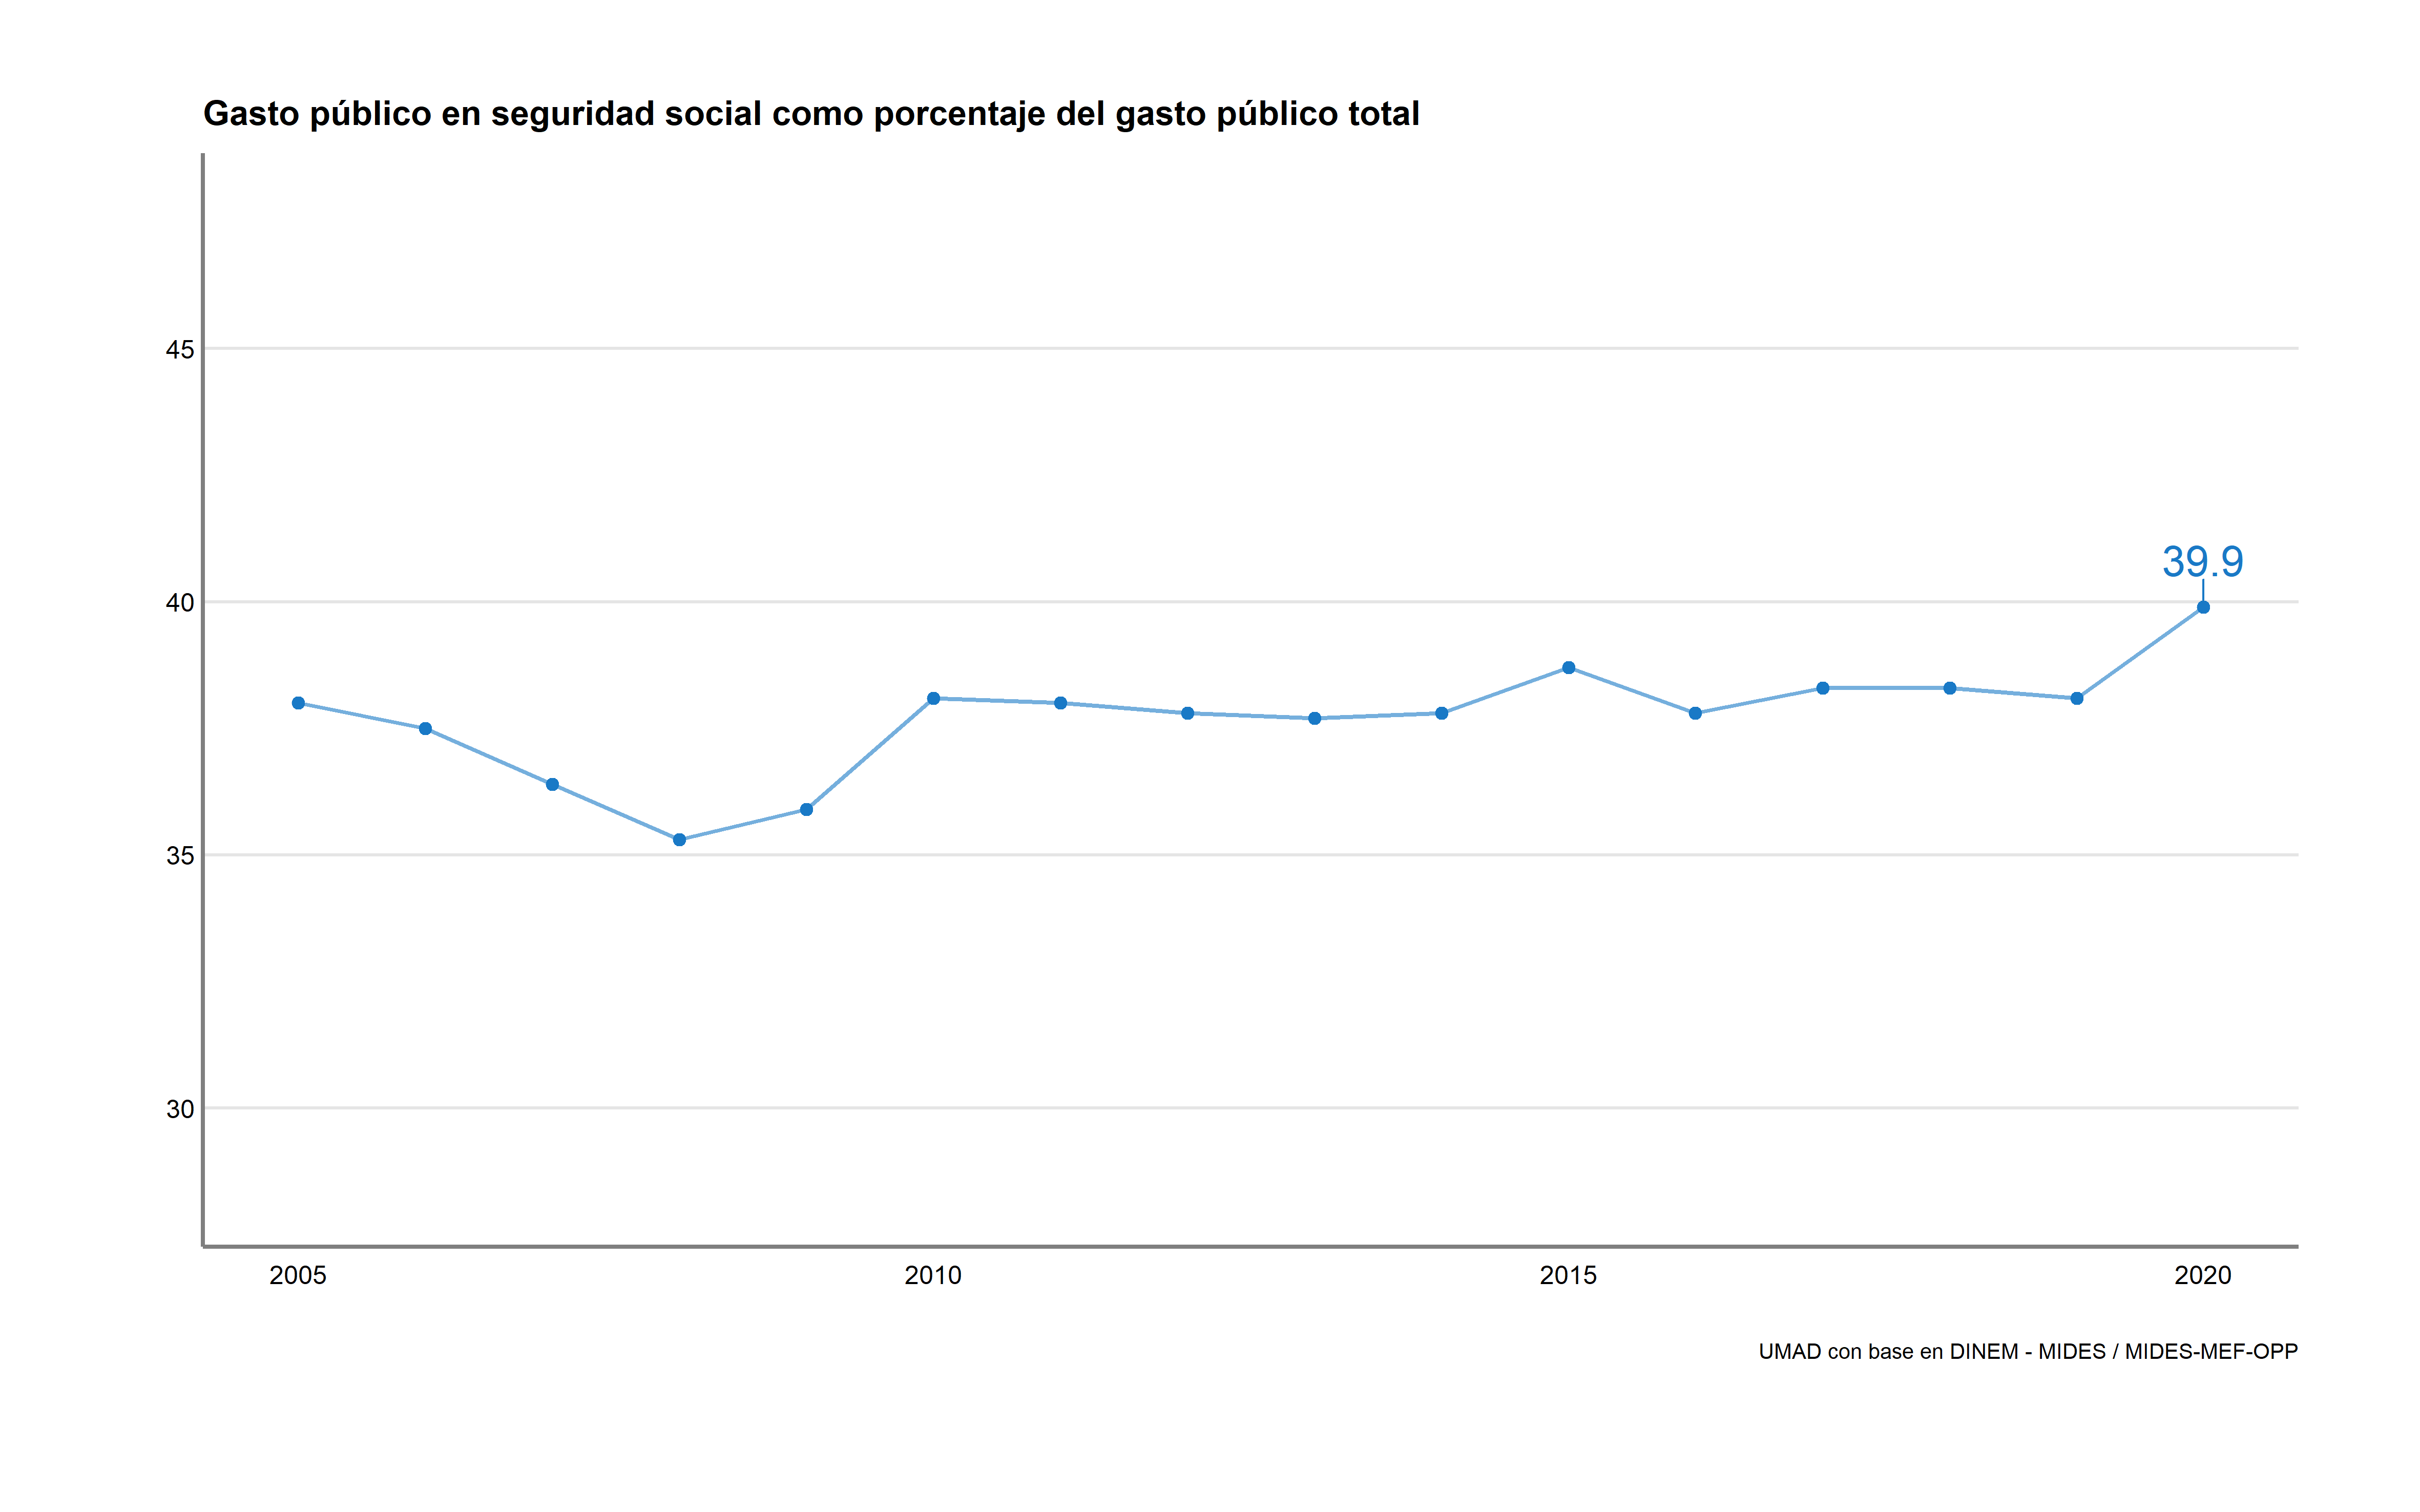 Gasto público en seguridad social como porcentaje del gasto público total
45
40
35
30
39.9
2005 2010 2015 2020
UMAD con base en DINEM - MIDES / MIDES-MEF-OPP